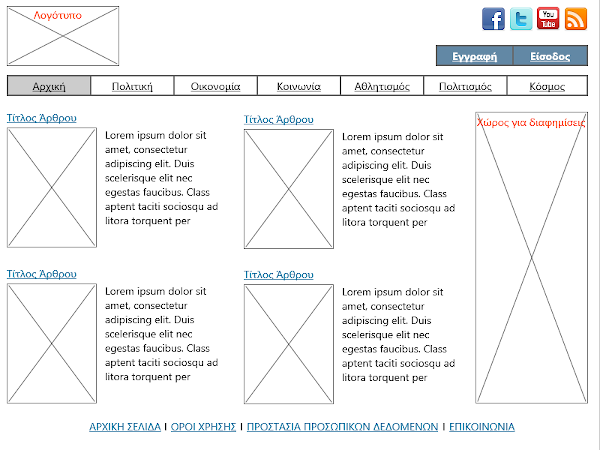 Λογότυπο
You Tube
Εγγραφή Είσοδος
Αρχική Πολιτική Οικονομία Κοινωνία Αθλητισμός Πολιτισμός Κόσμος
Τίτλος Άρθρου
Lorem ipsum dolor sit
amet, consectetur
adipiscing elit. Duis
scelerisque elit nec
egestas faucibus. Class
aptent taciti sociosqu ad
litora torquent per
Τίτλος Άρθρου
Lorem ipsum dolor sit
amet, consectetur
adipiscing elit. Duis
scelerisque elit nec
egestas faucibus. Class
aptent taciti sociosqu ad
litora torquent per
Χώρος για διαφημίσεις
Τίτλος Άρθρου
Lorem ipsum dolor sit
amet, consectetur
adipiscing elit. Duis
scelerisque elit nec
egestas faucibus. Class
aptent taciti sociosqu ad
litora torquent per
Τίτλος Άρθρου
Lorem ipsum dolor sit
amet, consectetur
adipiscing elit. Duis
scelerisque elit nec
egestas faucibus. Class
aptent taciti sociosqu ad
litora torquent per
ΑΡΧΙΚΗ ΣΕΛΙΔΑ | ΟΡΟΙ ΧΡΗΣΗΣ | ΠΡΟΣΤΑΣΙΑ ΠΡΟΣΩΠΙΚΩΝ ΔΕΔΟΜΕΝΩΝ | ΕΠΙΚΟΙΝΩΝΙΑ